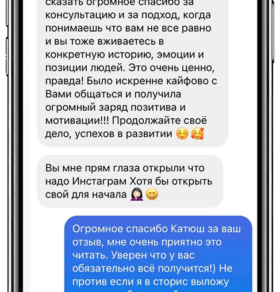 сказать огромное спасибо за
консультацию и за подход, когда
понимаешь что вам не все равно
и вы тоже вживаетесь в
конкретную историю, эмоции и
позиции людей. Это очень ценно,
правда! Было искренне кайфово с
Вами общаться и получила
огромный заряд позитива и
мотивации!!! Продолжайте своё
дело, успехов в развитии ☺️🥰
Вы мне прям глаза открыли что
надо Инстаграм Хотя бы открыть
свой для начала 🤦🏻‍♀️😄
Огромное спасибо Катюш за ваш
отзыв, мне очень приятно это
читать. Уверен что у вас
обязательно всё получится!) Не
против если я в сторис выложу